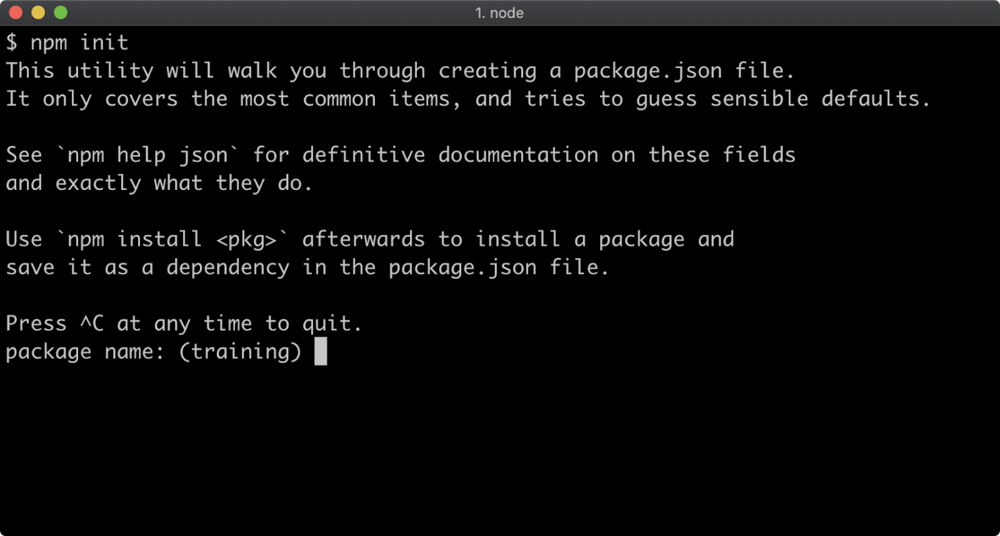 1. node
$ npm init
This utility will walk you through creating a package.json file.
It only covers the most common items, and tries to guess sensible defaults.
See `npm help json` for definitive documentation on these fields
and exactly what they do.
Use `npm install <pkg>` afterwards to install a package and
save it as a dependency in the package.json file.
Press ^C at any time to quit.
package name: (training)